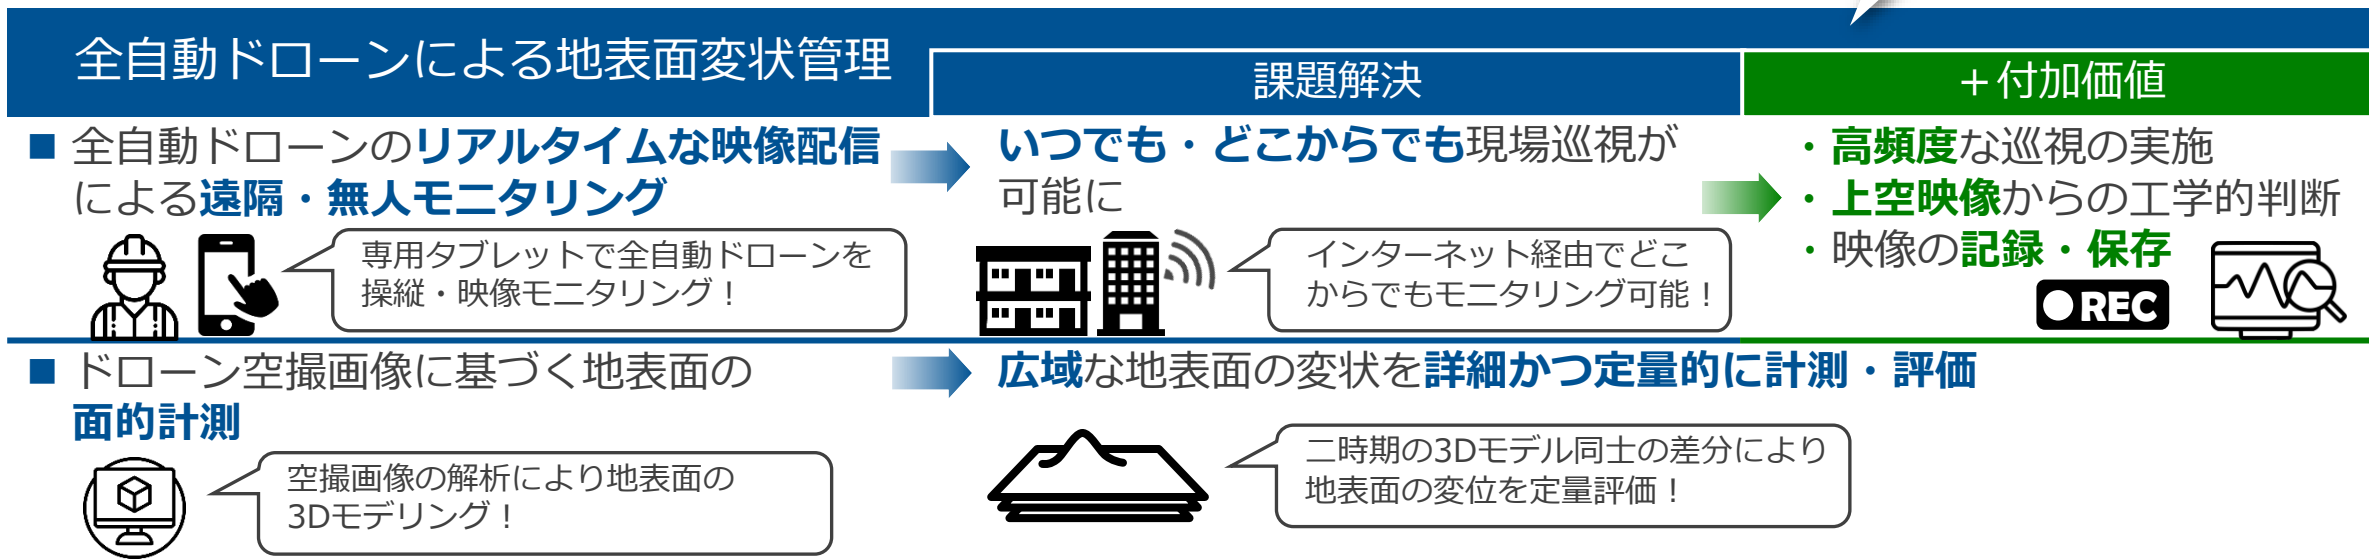 全自動ドローンによる地表面変状管理
課題解決
＋付加価値
■ 全自動ドローンのリアルタイムな映像配信
による遠隔・無人モニタリング
いつでも・どこからでも現場巡視が
可能に
・高頻度な巡視の実施
・上空映像からの工学的判断
・映像の記録・保存
専用タブレットで全自動ドローンを
操縦・映像モニタリング！
インターネット経由でどこ
からでもモニタリング可能！
REC
■ ドローン空撮画像に基づく地表面の
面的計測
広域な地表面の変状を詳細かつ定量的に計測・評価
空撮画像の解析により地表面の
3Dモデリング！
二時期の3Dモデル同士の差分により
地表面の変位を定量評価！